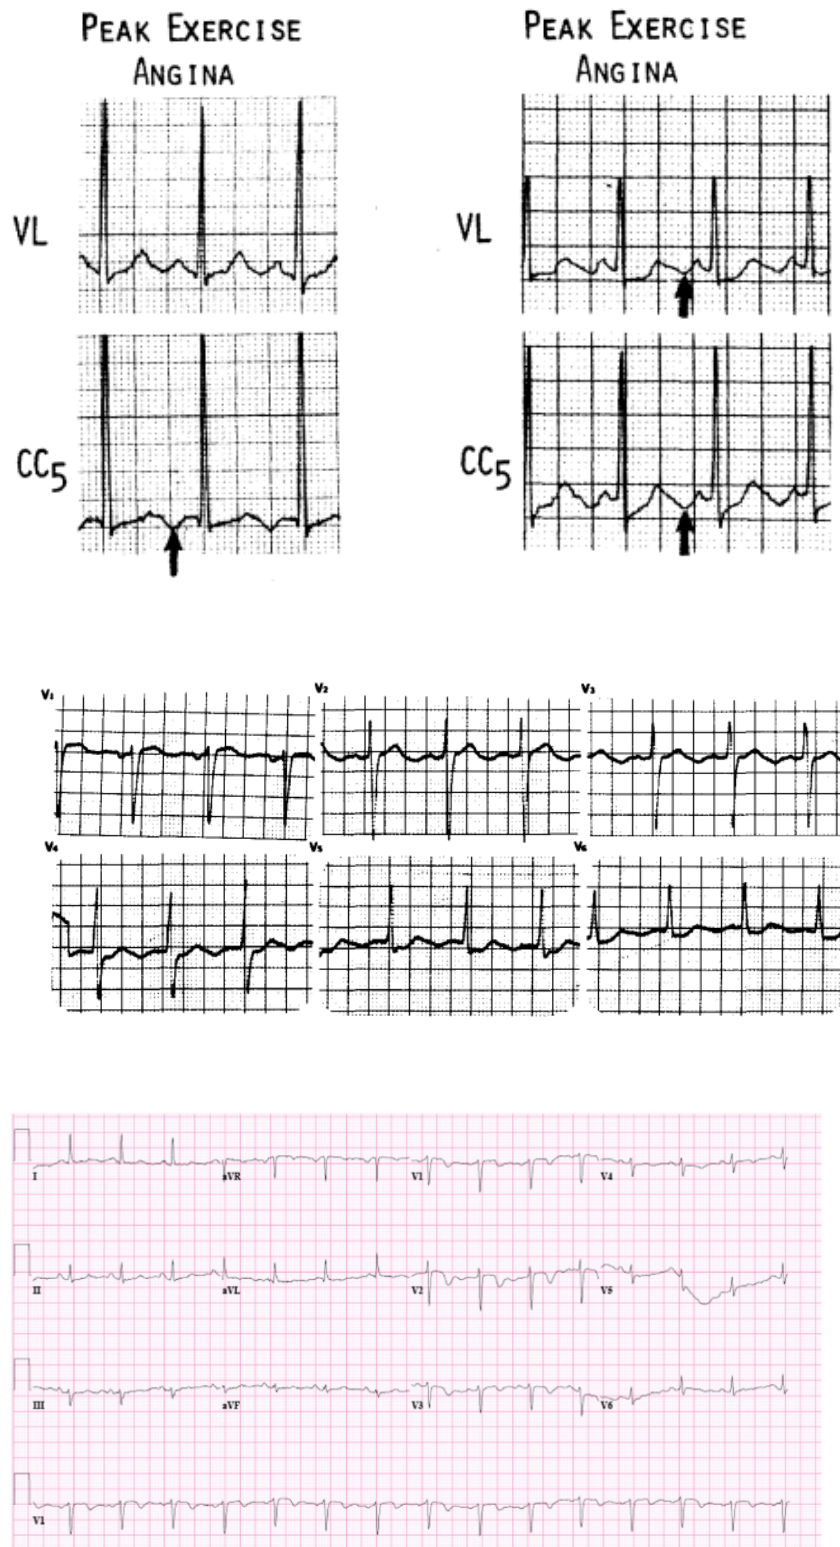 PEAK EXERCISE
ANGINA
PEAK EXERCISE
ANGINA
VL
VL
CC5
CC5
V1
V2
V3
V4
V5
V6
I
aVR
V1
V4
II
aVL
V2
V5
III
aVF
V3
V6
V1